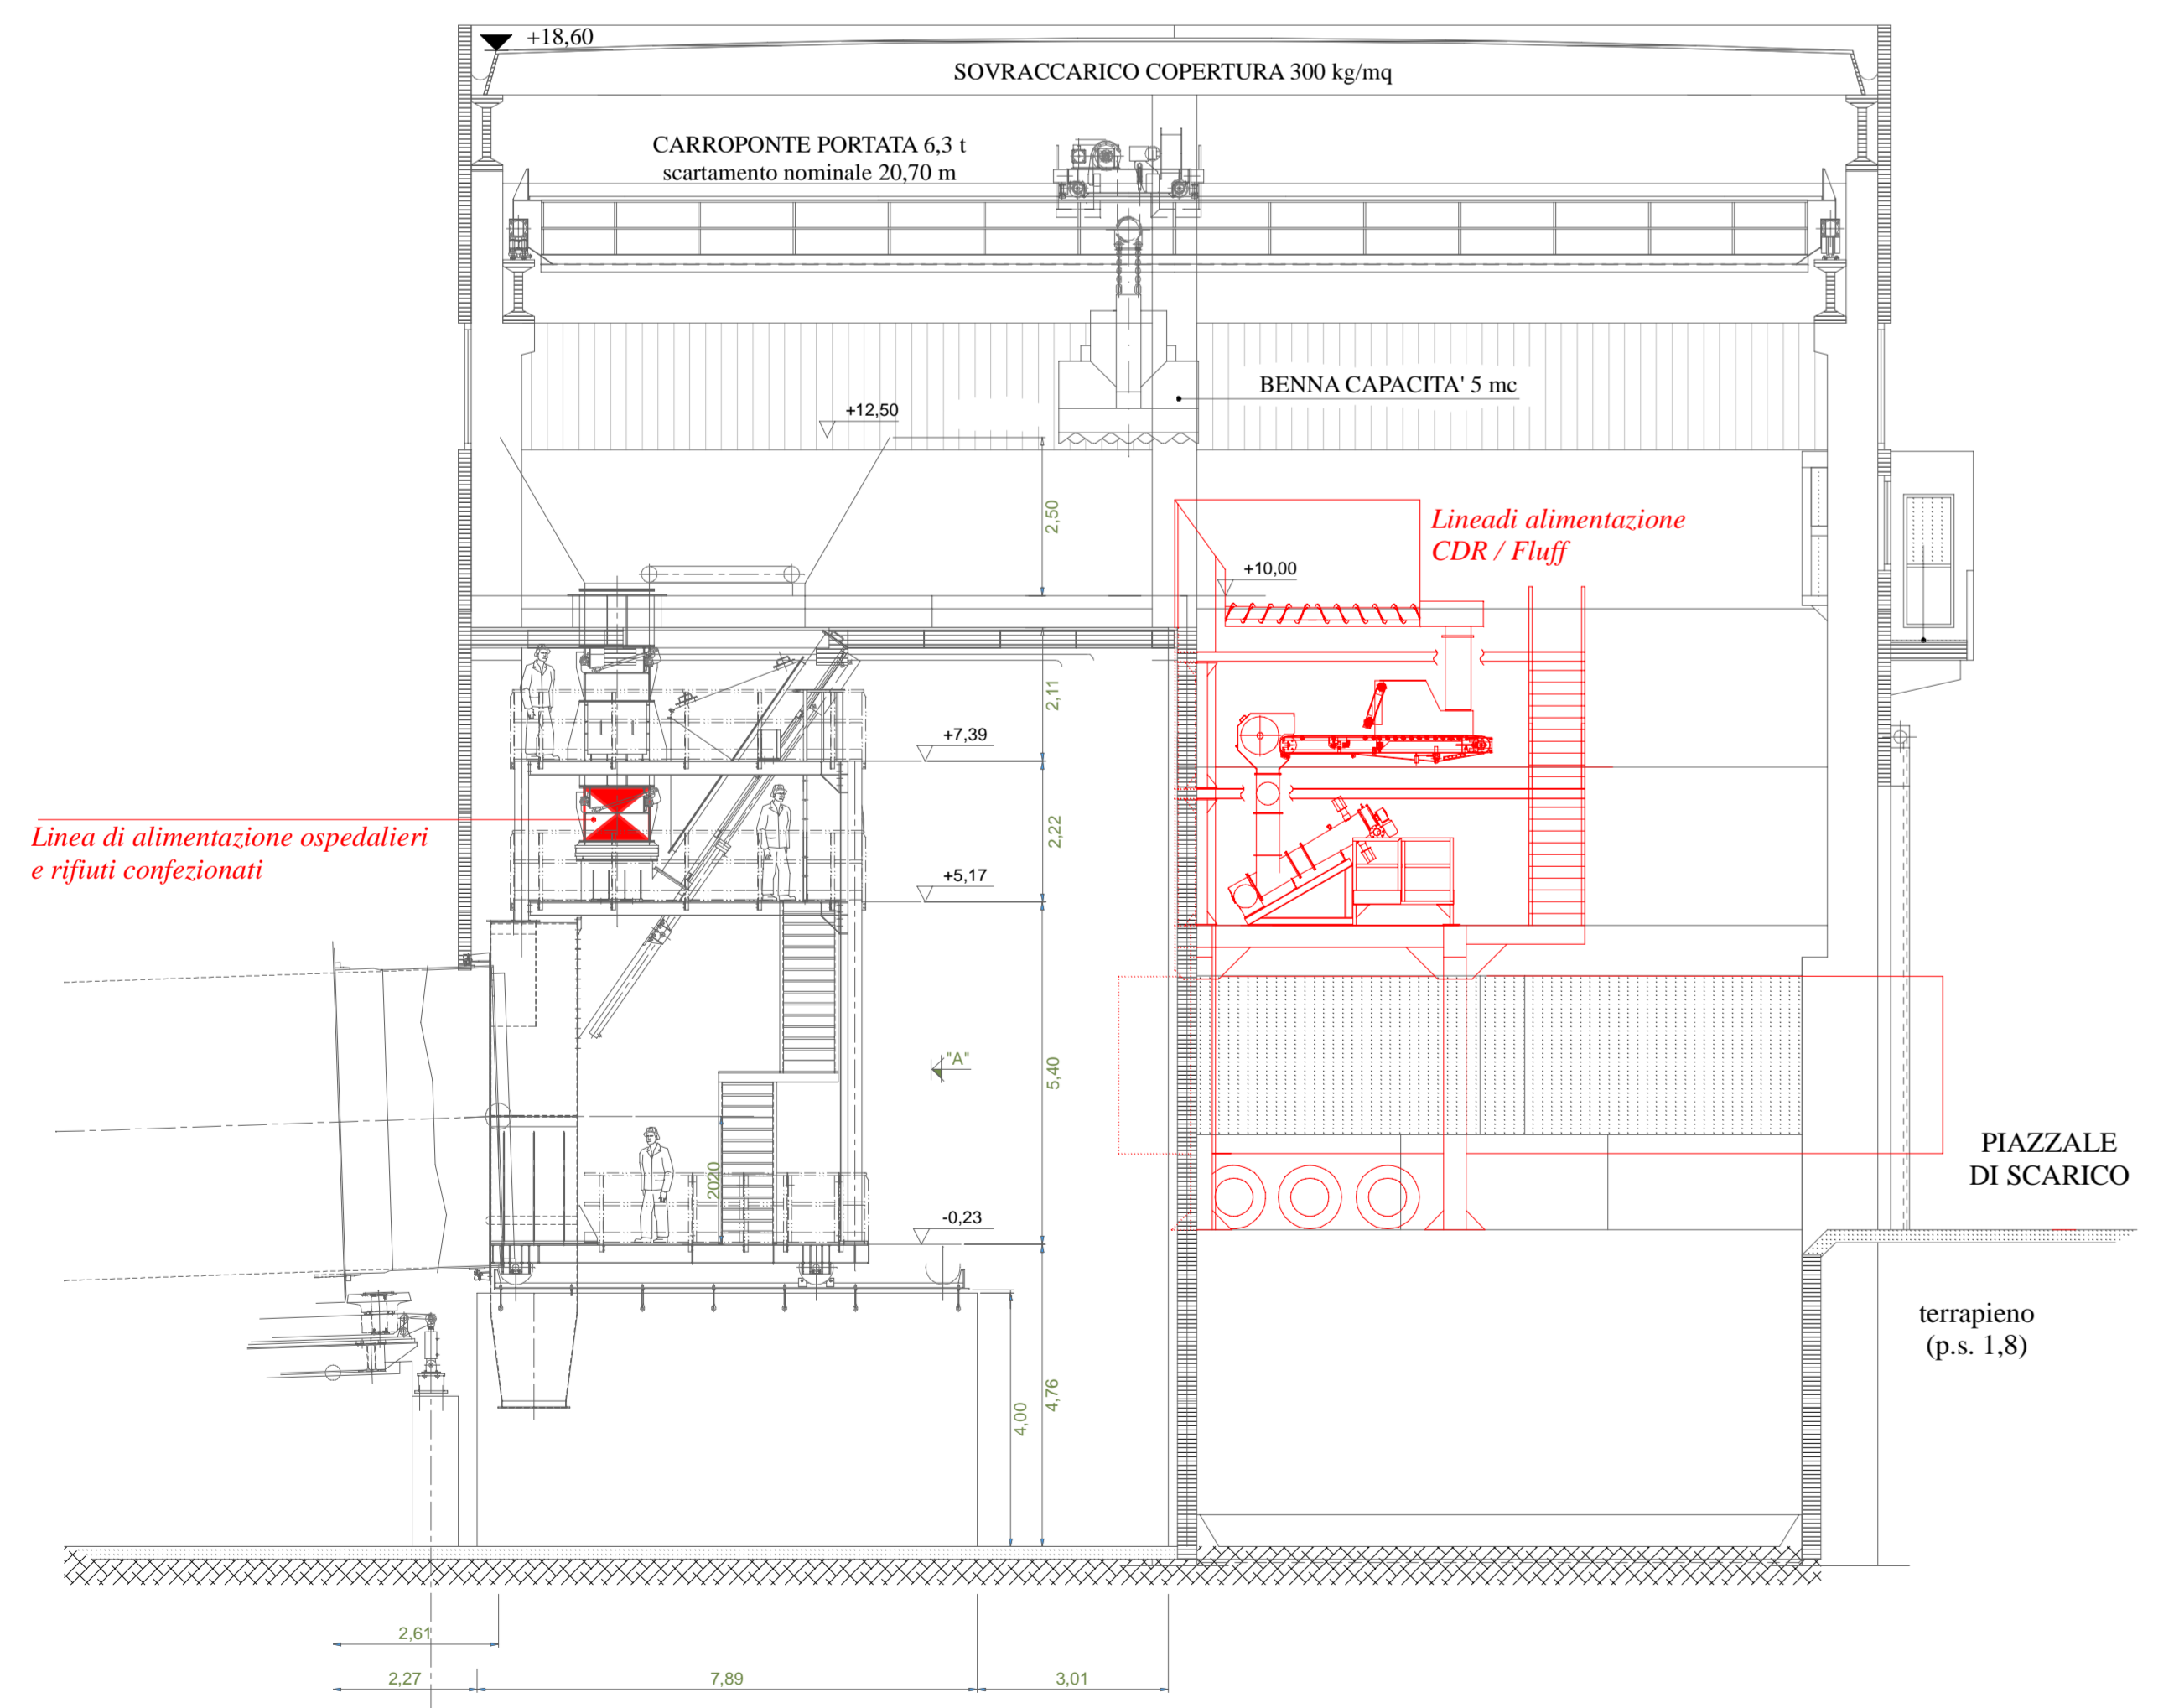 +18,60
SOVRACCARICO COPERTURA 300 kg/mq
CARROPONTE PORTATA 6,3 t
scartamento nominale 20,70 m
BENNA CAPACITA' 5 mc
+12,50
2,50
Lineadi alimentazione
CDR / Fluff
+10,00
2,11
+7,39
2,22
Linea di alimentazione ospedalieri
e rifiuti confezionati
+5,17
"A"
5,40
PIAZZALE
DI SCARICO
2020
-0,23
terrapieno
(p.s. 1,8)
4,00
4,76
2,61
2,27
7,89
3,01